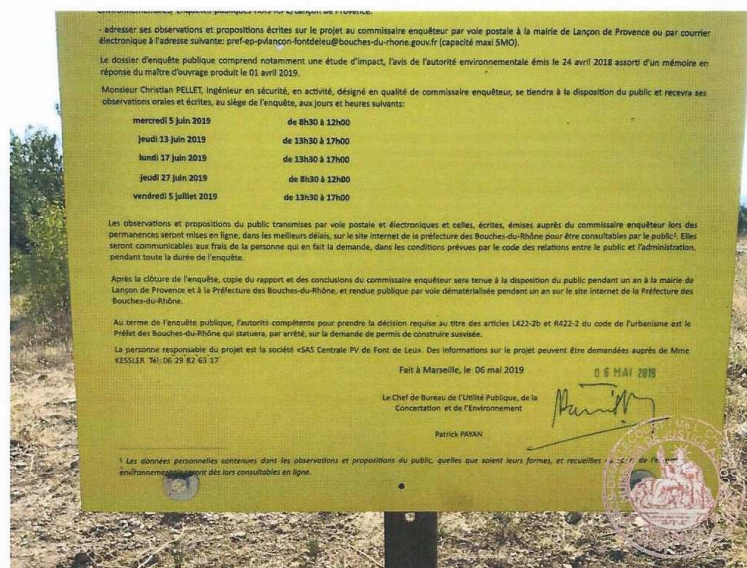 environnementales, Enquêtes publiques hors ICPE, Lançon de Provence.
- adresser ses observations et propositions écrites sur le projet au commissaire enquêteur par voie postale à la mairie de Lançon de Provence ou par courrier
électronique à l'adresse suivante: pref-ep-pvlancon-fontdeleu@bouches-du-rhone.gouv.fr (capacité maxi 5MO).
Le dossier d'enquête publique comprend notamment une étude d'impact, l'avis de l'autorité environnementale émis le 24 avril 2018 assorti d'un mémoire en
réponse du maître d'ouvrage produit le 01 avril 2019.
Monsieur Christian PELLET, Ingénieur en sécurité, en activité, désigné en qualité de commissaire enquêteur, se tiendra à la disposition du public et recevra ses
observations orales et écrites, au siège de l'enquête, aux jours et heures suivants:
mercredi 5 juin 2019 de 8h30 à 12h00
jeudi 13 juin 2019 de 13h30 à 17h00
lundi 17 juin 2019 de 13h30 à 17h00
jeudi 27 juin 2019 de 8h30 à 12h00
vendredi 5 juillet 2019 de 13h30 à 17h00
Les observations et propositions du public transmises par voie postale et électroniques et celles, écrites, émises auprès du commissaire enquêteur lors des
permanences seront mises en ligne, dans les meilleurs délais, sur le site internet de la préfecture des Bouches-du-Rhône pour être consultables par le public¹. Elles
seront communicables aux frais de la personne qui en fait la demande, dans les conditions prévues par le code des relations entre le public et l'administration,
pendant toute la durée de l'enquête.
Après la clôture de l'enquête, copie du rapport et des conclusions du commissaire enquêteur sera tenue à la disposition du public pendant un an à la mairie de
Lançon de Provence et à la Préfecture des Bouches-du-Rhône, et rendue publique par voie dématérialisée pendant un an sur le site internet de la Préfecture des
Bouches-du-Rhône.
Au terme de l'enquête publique, l'autorité compétente pour prendre la décision requise au titre des articles L422-2b et R422-2 du code de l'urbanisme est le
Préfet des Bouches-du-Rhône qui statuera, par arrêté, sur la demande de permis de construire susvisée.
La personne responsable du projet est la société «SAS Centrale PV de Font de Leu». Des informations sur le projet peuvent être demandées auprès de Mme
KESSLER Tél: 06 29 82 63 17
Fait à Marseille, le 06 mai 2019
06 MAI 2019
Le Chef de Bureau de l'Utilité Publique, de la
Concertation et de l'Environnement
Patrick PAYAN
¹ Les données personnelles contenues dans les observations et propositions du public, quelles que soient leurs formes, et recueillies de l'
environnementale seront dès lors consultables en ligne.